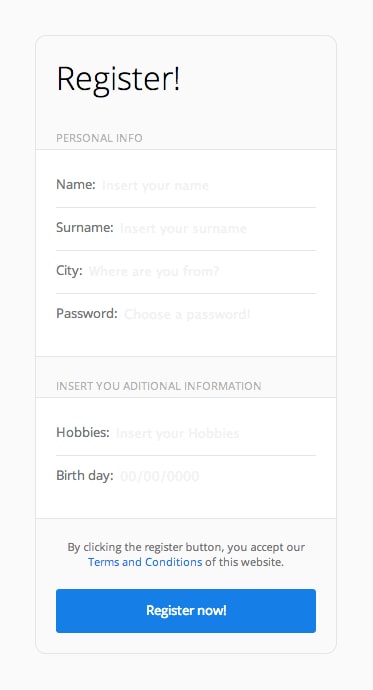 Register!
PERSONAL INFO
Name: Insert your name
Surname: Insert your surname
City: Where are you from?
Password: Choose a password!
INSERT YOU ADITIONAL INFORMATION
Hobbies: Insert your Hobbies
Birth day: 00/00/0000
By clicking the register button, you accept our
Terms and Conditions of this website.
Register now!